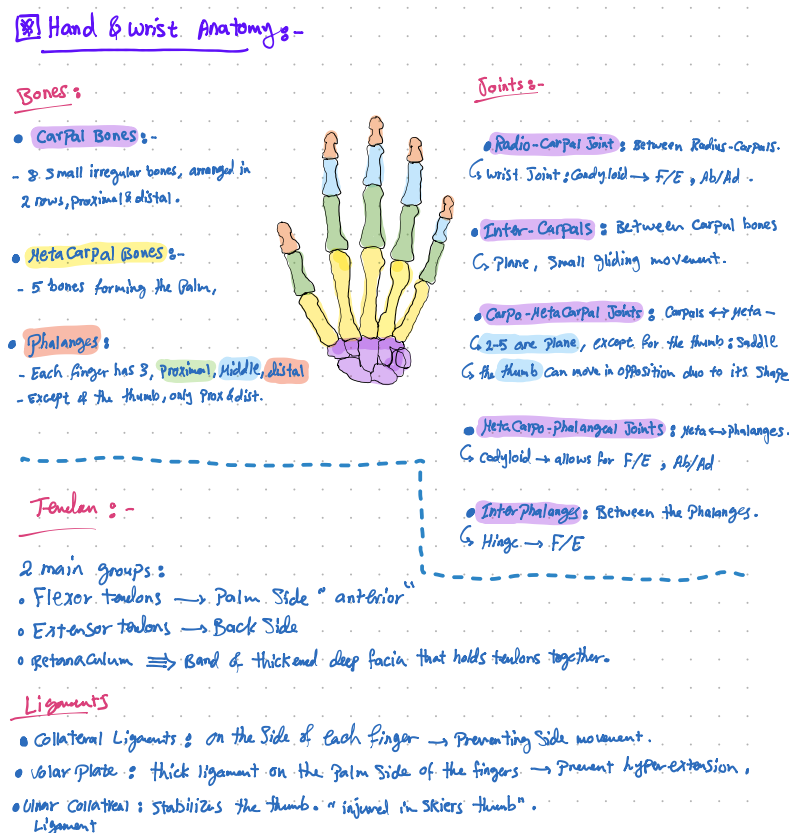 Hand & Wrist Anatomy:-
Bones:
• Carpal Bones:-
- 8 small irregular bones, arranged in
2 rows, proximal & distal.
• MetaCarpal Bones:-
- 5 bones forming the Palm,
• Phalanges:
- Each finger has 3, proximal, Middle, distal
- Except of the thumb, only Prox & dist.
Joints:-
• Radio-Carpal Joint: Between Radius-Carpals.
↳ Wrist Joint: Condyloid → F/E, Ab/Ad.
• Inter-Carpals: Between Carpal bones
↳ Plane, Small gliding movement.
• Carpo-MetaCarpal Joints: Carpals ↔ Meta-
↳ 2-5 are plane, except for the thumb: Saddle
↳ the thumb Can move in opposition due to its Shape
• MetaCarpo-phalangeal Joints: Meta ↔ phalanges.
↳ codyloid → allows for F/E, Ab/Ad
• InterPhalanges: Between the Phalanges.
↳ Hinge → F/E
Tendon:-
2 main groups:
• Flexor tendons → Palm Side "anterior"
• Extensor tendons → Back Side
• Retanaculum ⇛ Band of thickened deep facia that holds tendons together.
Ligaments
• Collateral Ligaments: on the Side of each finger → Preventing Side movement.
• Volar Plate: thick ligament on the Palm Side of the fingers → Prevent hyper-extension.
• Ulnar Collatreal: Stabilizes the thumb. "injured in Skiers thumb".
Ligament